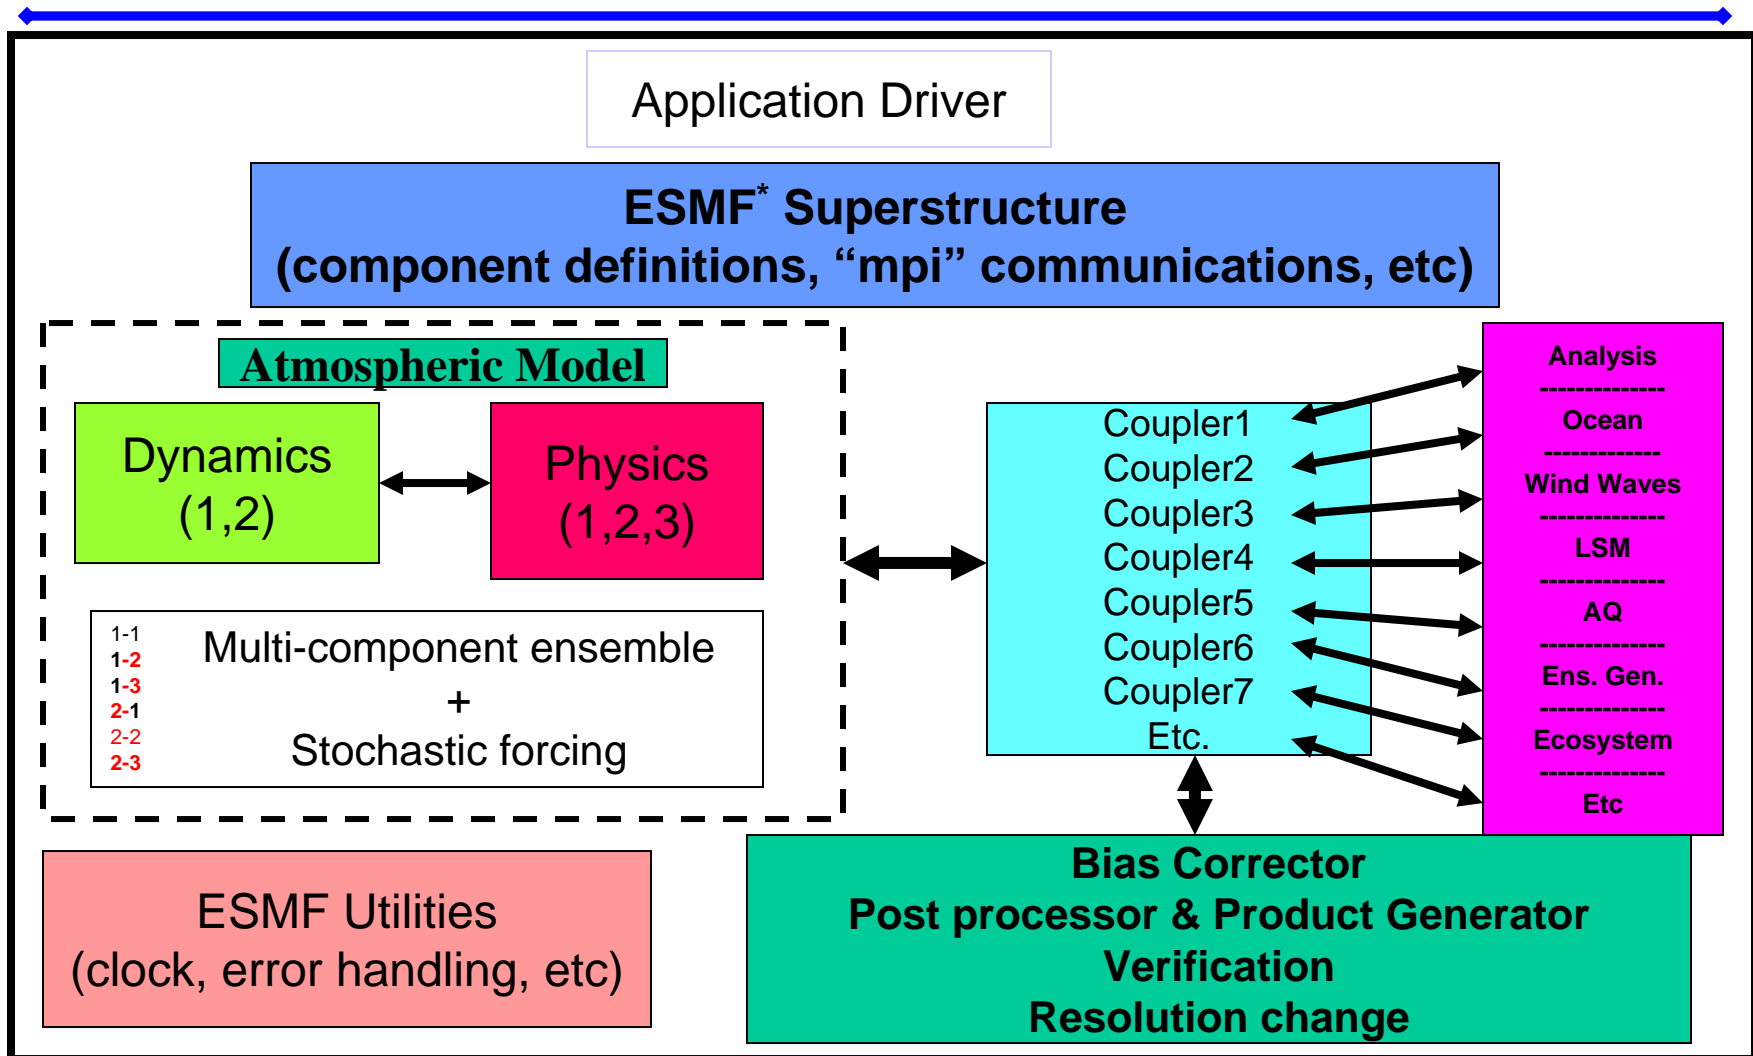 Application Driver
ESMF* Superstructure
(component definitions, “mpi” communications, etc)
Atmospheric Model
Dynamics
(1,2)
Physics
(1,2,3)
1-1
1-2
1-3
2-1
2-2
2-3
Multi-component ensemble
+
Stochastic forcing
Coupler1
Coupler2
Coupler3
Coupler4
Coupler5
Coupler6
Coupler7
Etc.
Analysis
--------------
Ocean
-------------
Wind Waves
--------------
LSM
--------------
AQ
--------------
Ens. Gen.
--------------
Ecosystem
--------------
Etc
ESMF Utilities
(clock, error handling, etc)
Bias Corrector
Post processor & Product Generator
Verification
Resolution change